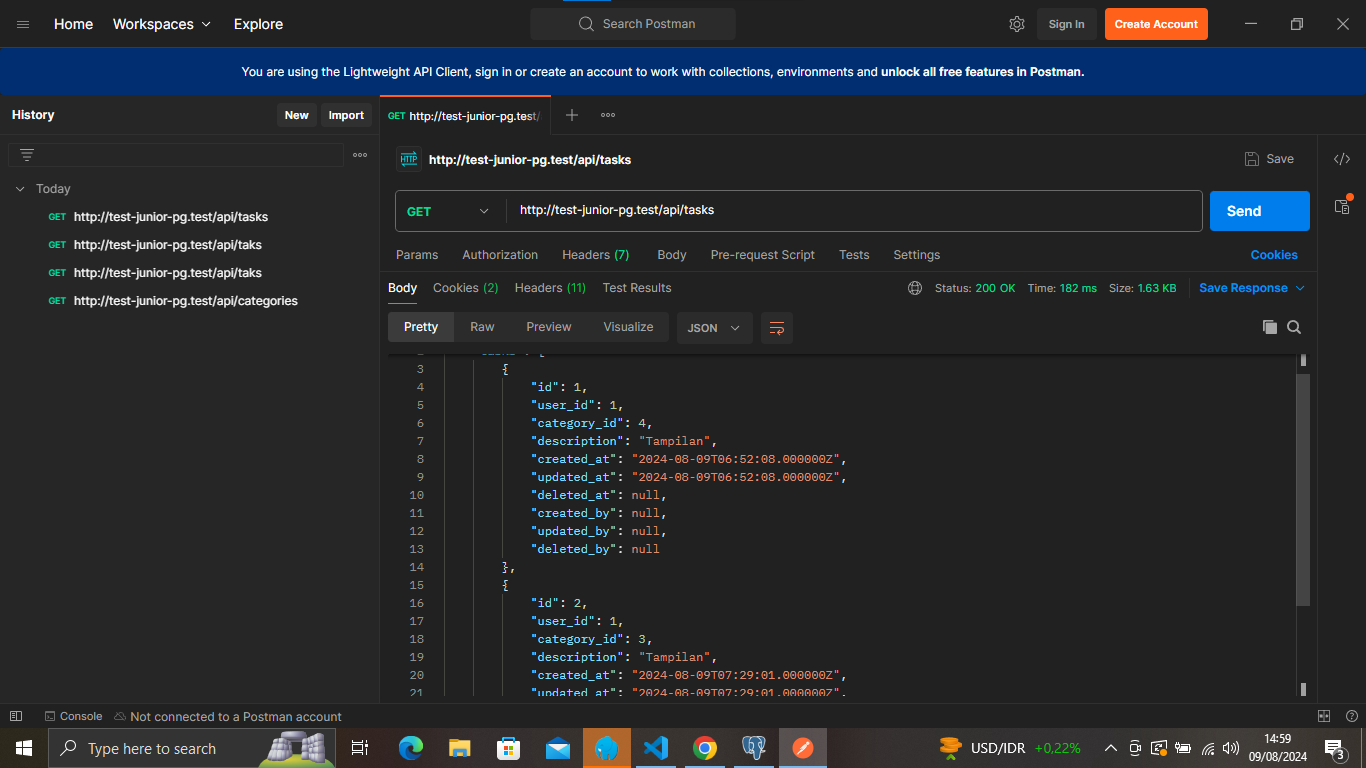 Home Workspaces Explore Search Postman Sign In Create Account
You are using the Lightweight API Client, sign in or create an account to work with collections, environments and unlock all free features in Postman.
History New Import
GET http://test-junior-pg.test/
HTTP http://test-junior-pg.test/api/tasks Save
Today
GET http://test-junior-pg.test/api/tasks
GET http://test-junior-pg.test/api/taks
GET http://test-junior-pg.test/api/taks
GET http://test-junior-pg.test/api/categories
GET http://test-junior-pg.test/api/tasks Send
Params Authorization Headers (7) Body Pre-request Script Tests Settings Cookies
Body Cookies (2) Headers (11) Test Results Status: 200 OK Time: 182 ms Size: 1.63 KB Save Response
Pretty Raw Preview Visualize JSON
3 {
4 "id": 1,
5 "user_id": 1,
6 "category_id": 4,
7 "description": "Tampilan",
8 "created_at": "2024-08-09T06:52:08.000000Z",
9 "updated_at": "2024-08-09T06:52:08.000000Z",
10 "deleted_at": null,
11 "created_by": null,
12 "updated_by": null,
13 "deleted_by": null
14 },
15 {
16 "id": 2,
17 "user_id": 1,
18 "category_id": 3,
19 "description": "Tampilan",
20 "created_at": "2024-08-09T07:29:01.000000Z",
21 "updated_at": "2024-08-09T07:29:01.000000Z",
Console Not connected to a Postman account
Type here to search
USD/IDR +0,22%
14:59
09/08/2024
3